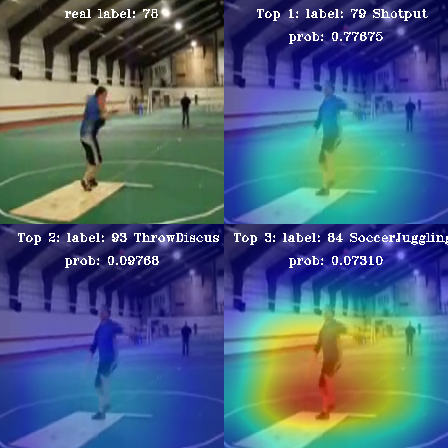 real label: 78
Top 1: label: 79 Shotput
prob: 0.77675
Top 2: label: 93 ThrowDiscus
prob: 0.09768
Top 3: label: 84 SoccerJuggling
prob: 0.07310